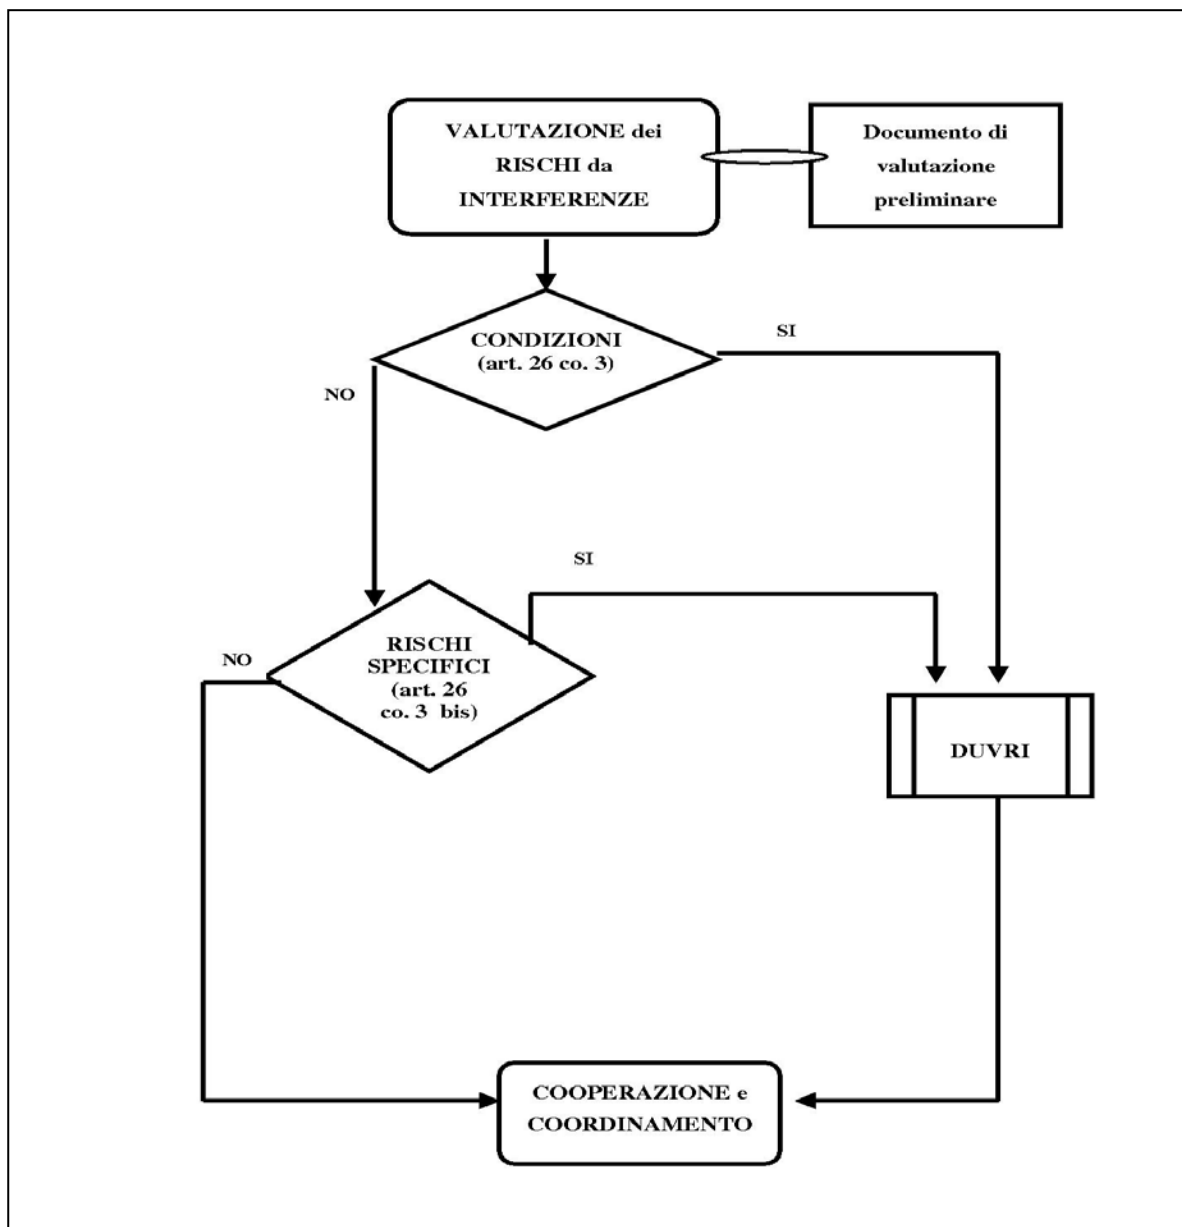 VALUTAZIONE dei
RISCHI da
INTERFERENZE
Documento di
valutazione
preliminare
CONDIZIONI
(art. 26 co. 3)
SI
NO
SI
RISCHI
SPECIFICI
(art. 26
co. 3 bis)
NO
DUVRI
COOPERAZIONE e
COORDINAMENTO